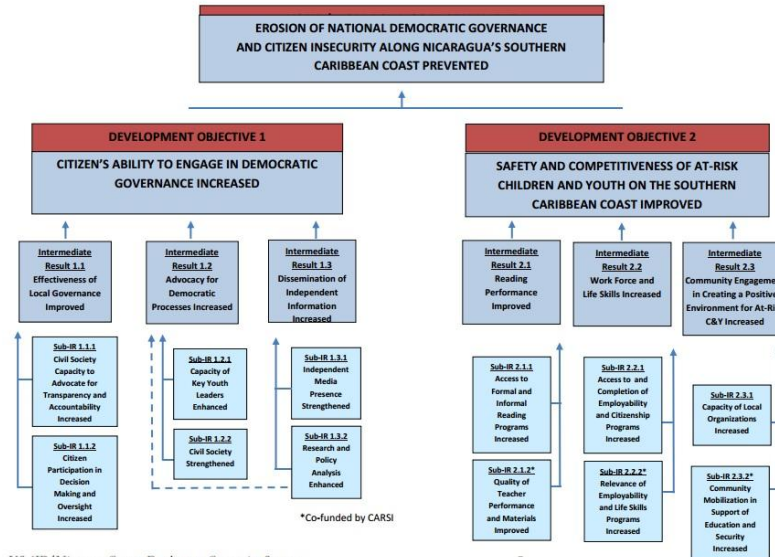 EROSION OF NATIONAL DEMOCRATIC GOVERNANCE
AND CITIZEN INSECURITY ALONG NICARAGUA'S SOUTHERN
CARIBBEAN COAST PREVENTED
DEVELOPMENT OBJECTIVE 1
CITIZEN'S ABILITY TO ENGAGE IN DEMOCRATIC
GOVERNANCE INCREASED
DEVELOPMENT OBJECTIVE 2
SAFETY AND COMPETITIVENESS OF AT-RISK
CHILDREN AND YOUTH ON THE SOUTHERN
CARIBBEAN COAST IMPROVED
Intermediate
Result 1.1
Effectiveness of
Local Governance
Improved
Intermediate
Result 1.2
Advocacy for
Democratic
Processes Increased
Intermediate
Result 1.3
Dissemination of
Independent
Information
Increased
Intermediate
Result 2.1
Reading
Performance
Improved
Intermediate
Result 2.2
Work Force and
Life Skills Increased
Intermediate
Result 2.3
Community Engagemen
in Creating a Positive
Environment for At-Ri
C&Y Increased
Sub-IR 1.1.1
Civil Society
Capacity to
Advocate for
Transparency and
Accountability
Increased
Sub-IR 1.2.1
Capacity of
Key Youth
Leaders
Enhanced
Sub-IR 1.3.1
Independent
Media
Presence
Strengthened
Sub-IR 2.1.1
Access to
Formal and
Informal
Reading
Programs
Increased
Sub-IR 2.2.1
Access to and
Completion of
Employability
and Citizenship
Programs
Increased
Sub-IR 2.3.1
Capacity of Local
Organizations
Increased
Sub-IR 1.1.2
Citizen
Participation in
Decision
Making and
Oversight
Increased
Sub-IR 1.2.2
Civil Society
Strengthened
Sub-IR 1.3.2
Research and
Policy
Analysis
Enhanced
Sub-IR 2.1.2*
Quality of
Teacher
Performance
and Materials
Improved
Sub-IR 2.2.2*
Relevance of
Employability
and Life Skills
Programs
Increased
Sub-IR 2.3.2*
Community
Mobilization in
Support of
Education and
Security
Increased
*Co-funded by CARSI